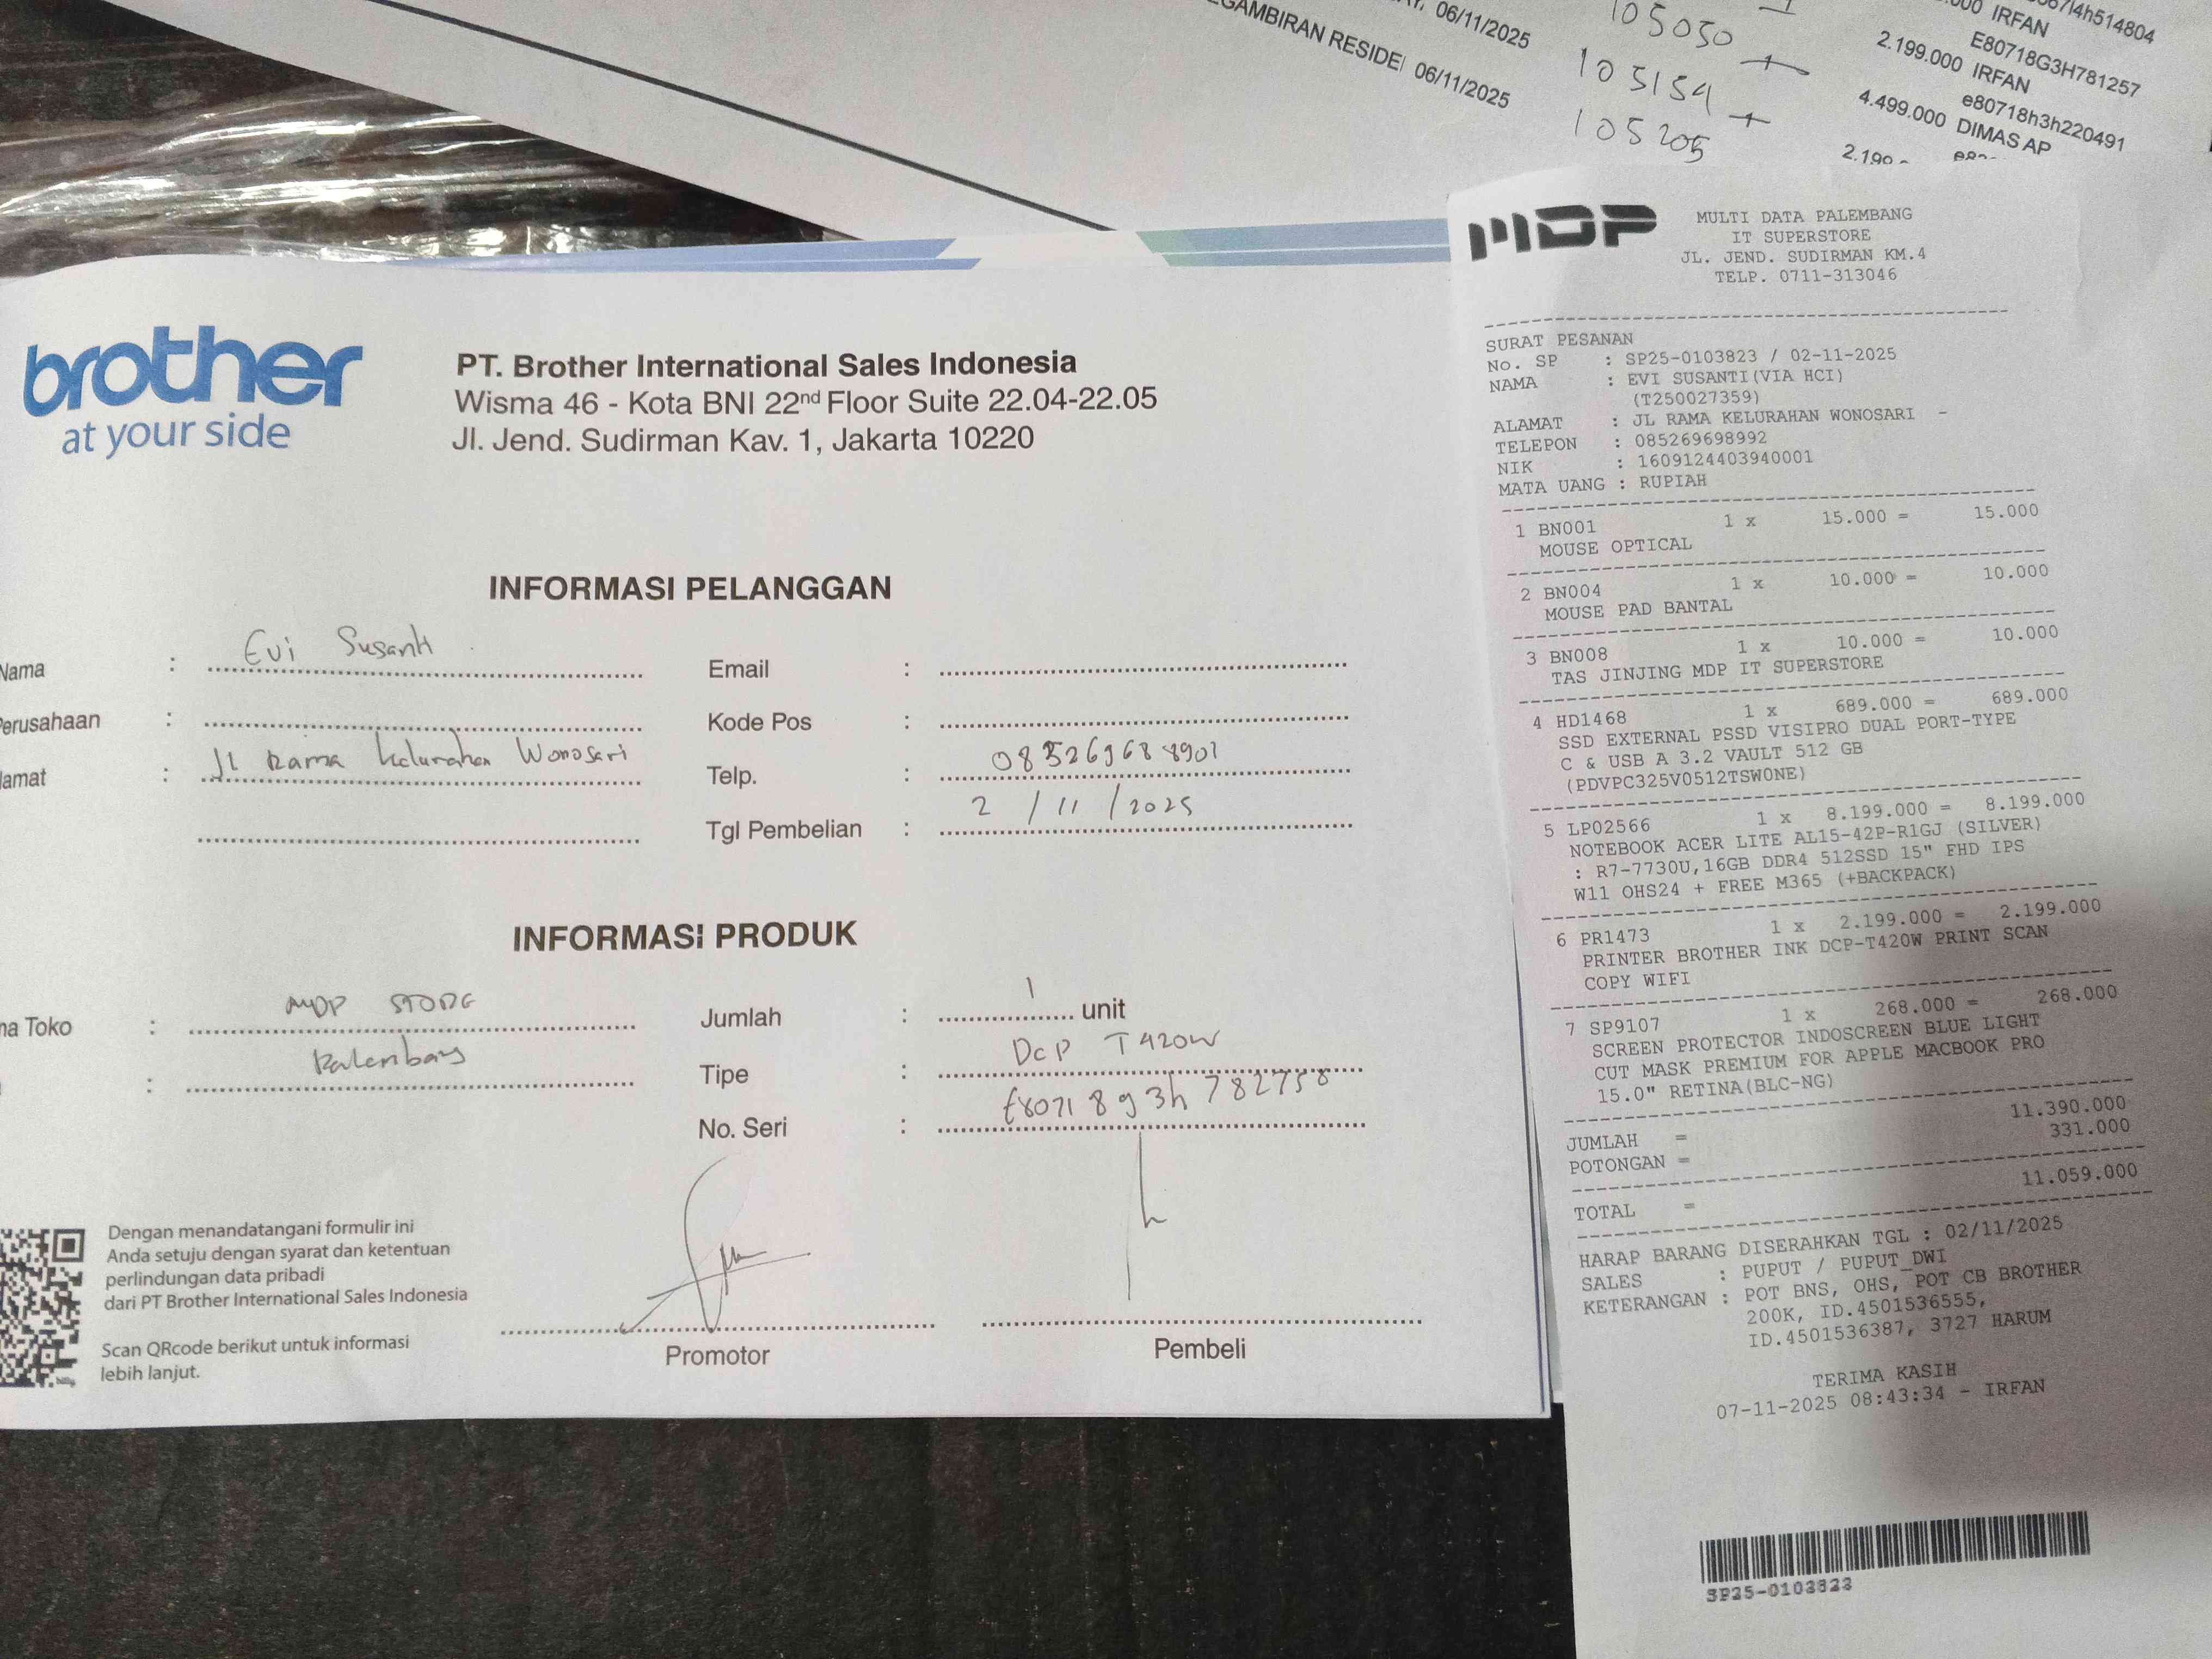 GAMBIRAN RESIDE 06/11/2025
06/11/2025
105050
105154
105205
67l4h514804
.000 IRFAN
E80718G3H781257
2.199.000 IRFAN
e80718h3h220491
4.499.000 DIMAS AP
brother
at your side
PT. Brother International Sales Indonesia
Wisma 46 - Kota BNI 22nd Floor Suite 22.04-22.05
Jl. Jend. Sudirman Kav. 1, Jakarta 10220
INFORMASI PELANGGAN
Nama : Evi Susanti
Email :
erusahaan :
Kode Pos :
lamat : Jl Rama Kelurahan Wonosari
Telp. :
Tgl Pembelian : 2 / 11 / 2025
INFORMASI PRODUK
na Toko : MDP STORE
Jumlah : 1 unit
: Palembang
Tipe : DCP T420W
No. Seri : E80718g3h782758
Dengan menandatangani formulir ini
Anda setuju dengan syarat dan ketentuan
perlindungan data pribadi
dari PT Brother International Sales Indonesia
Scan QRcode berikut untuk informasi
lebih lanjut.
Promotor
Pembeli
MDP
MULTI DATA PALEMBANG
IT SUPERSTORE
JL. JEND. SUDIRMAN KM.4
TELP. 0711-313046
SURAT PESANAN
No. SP : SP25-0103823 / 02-11-2025
NAMA : EVI SUSANTI(VIA HCI)
(T250027359)
ALAMAT : JL RAMA KELURAHAN WONOSARI -
TELEPON : 085269698992
NIK : 1609124403940001
MATA UANG : RUPIAH
1 BN001 1 x 15.000 = 15.000
MOUSE OPTICAL
2 BN004 1 x 10.000 = 10.000
MOUSE PAD BANTAL
3 BN008 1 x 10.000 = 10.000
TAS JINJING MDP IT SUPERSTORE
4 HD1468 1 x 689.000 = 689.000
SSD EXTERNAL PSSD VISIPRO DUAL PORT-TYPE
C & USB A 3.2 VAULT 512 GB
(PDVPC325V0512TSWONE)
5 LP02566 1 x 8.199.000 = 8.199.000
NOTEBOOK ACER LITE AL15-42P-R1GJ (SILVER)
: R7-7730U,16GB DDR4 512SSD 15" FHD IPS
W11 OHS24 + FREE M365 (+BACKPACK)
6 PR1473 1 x 2.199.000 = 2.199.000
PRINTER BROTHER INK DCP-T420W PRINT SCAN
COPY WIFI
7 SP9107 1 x 268.000 = 268.000
SCREEN PROTECTOR INDOSCREEN BLUE LIGHT
CUT MASK PREMIUM FOR APPLE MACBOOK PRO
15.0" RETINA(BLC-NG)
JUMLAH = 11.390.000
POTONGAN = 331.000
TOTAL = 11.059.000
HARAP BARANG DISERAHKAN TGL : 02/11/2025
SALES : PUPUT / PUPUT_DWI
KETERANGAN : POT BNS, OHS, POT CB BROTHER
200K, ID.4501536555,
ID.4501536387, 3727 HARUM
TERIMA KASIH
07-11-2025 08:43:34 - IRFAN
SP25-0103823